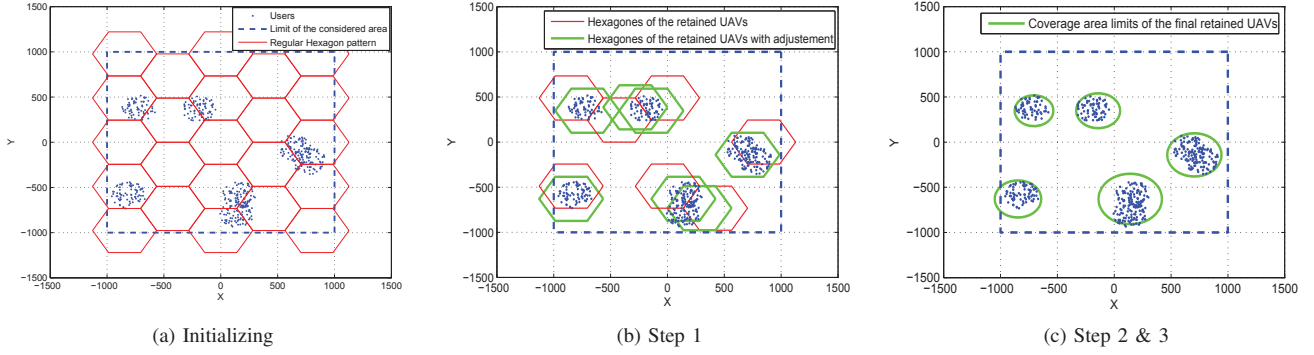 Users
Limit of the considered area
Regular Hexagon pattern
1500
1000
500
0
−500
−1000
−1500
Y
−1500 −1000 −500 0 500 1000 1500
X
(a) Initializing
Hexagones of the retained UAVs
Hexagones of the retained UAVs with adjustement
1500
1000
500
0
−500
−1000
−1500
Y
−1500 −1000 −500 0 500 1000 1500
X
(b) Step 1
Coverage area limits of the final retained UAVs
1500
1000
500
0
−500
−1000
−1500
Y
−1500 −1000 −500 0 500 1000 1500
X
(c) Step 2 & 3